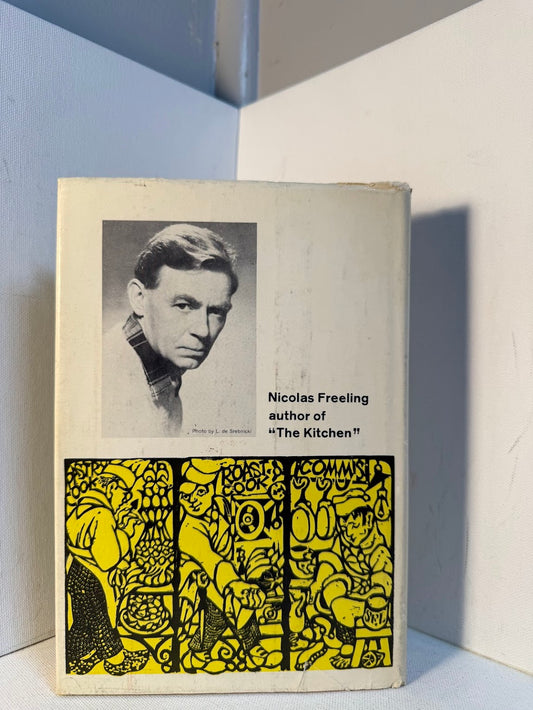 Photo by L. de Srebnicki
Nicolas Freeling
author of
“The Kitchen”
ROAST
COOK
COMMIS